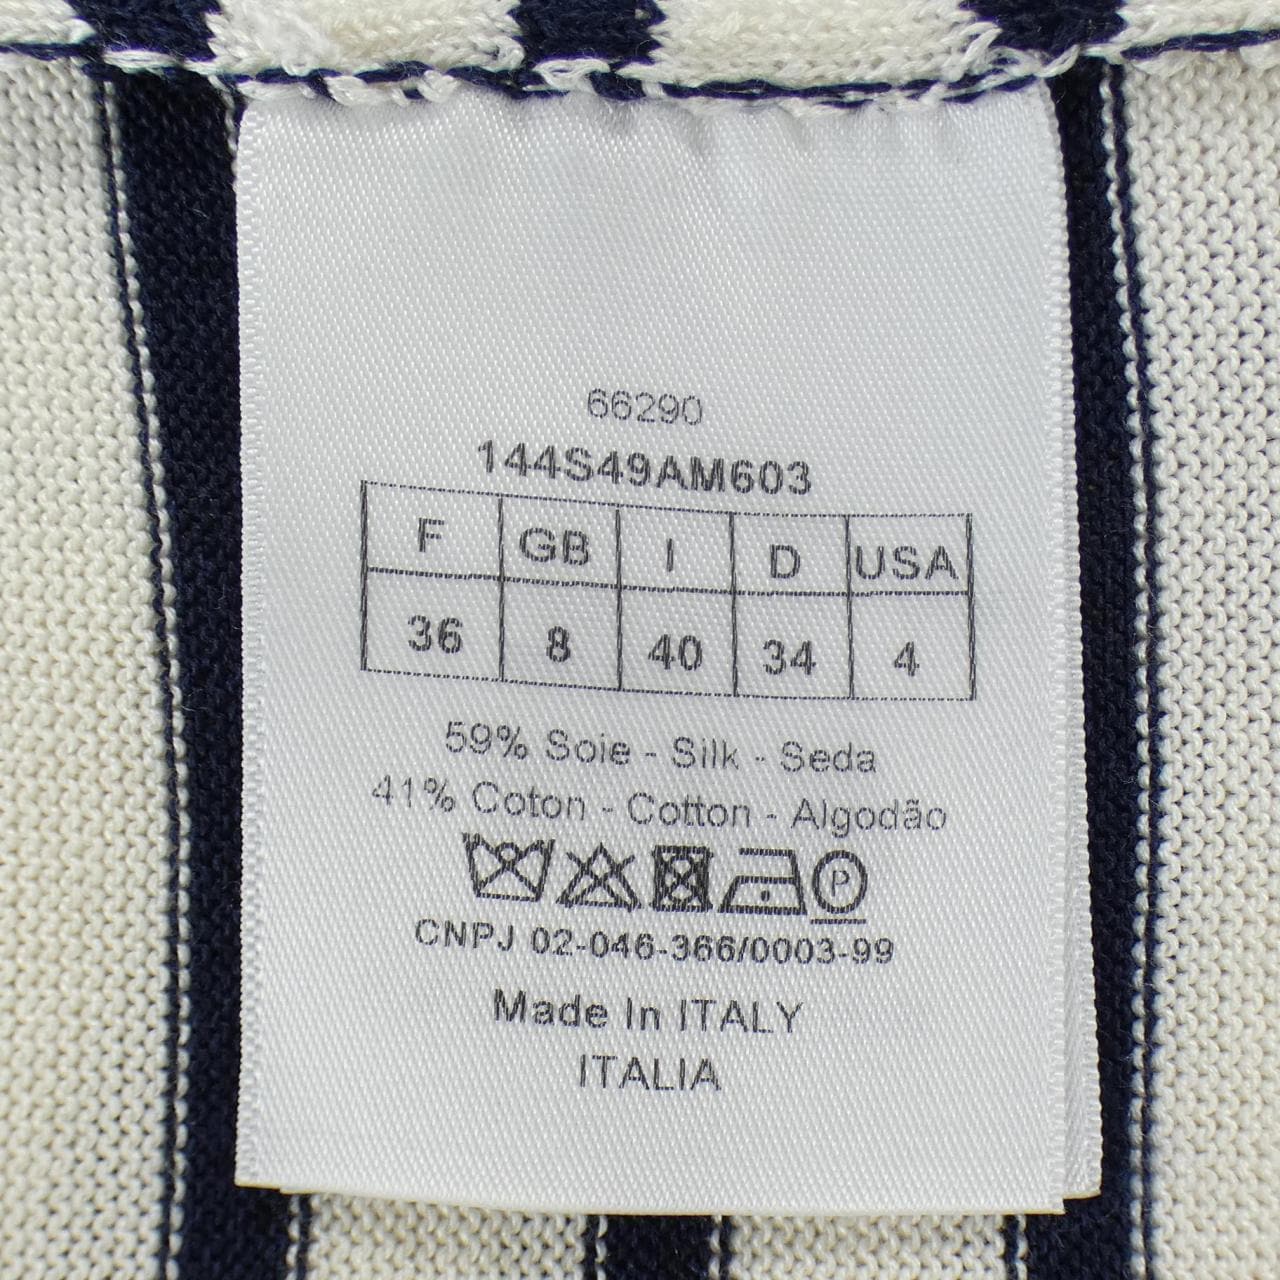 66290
144S49AM603
F GB I D USA
36 8 40 34 4
59% Soie - Silk - Seda
41% Coton - Cotton - Algodão
P
CNPJ 02-046-366/0003-99
Made In ITALY
ITALIA